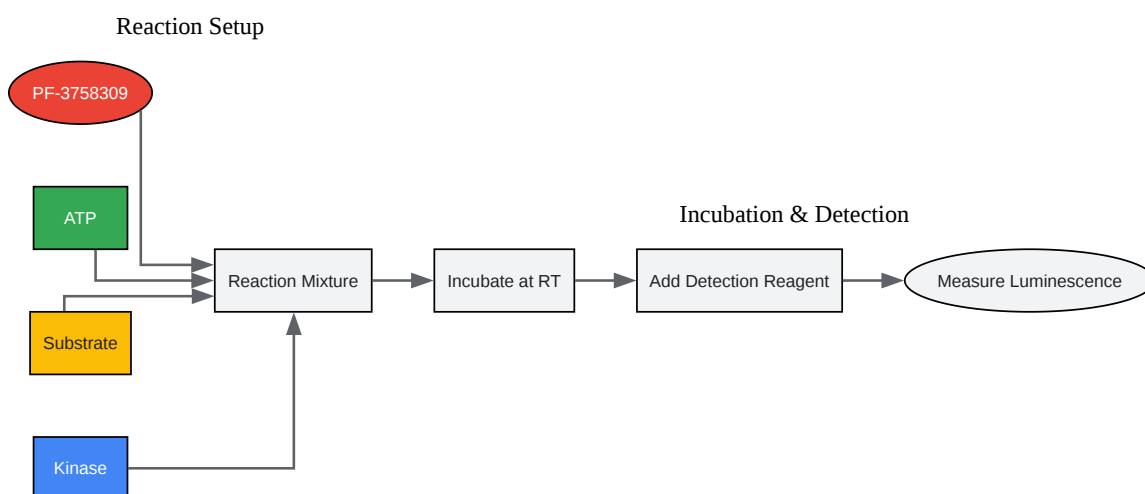 Reaction Setup
PF-3758309
ATP
Substrate
Kinase
Reaction Mixture
Incubate at RT
Incubation & Detection
Add Detection Reagent
Measure Luminescence